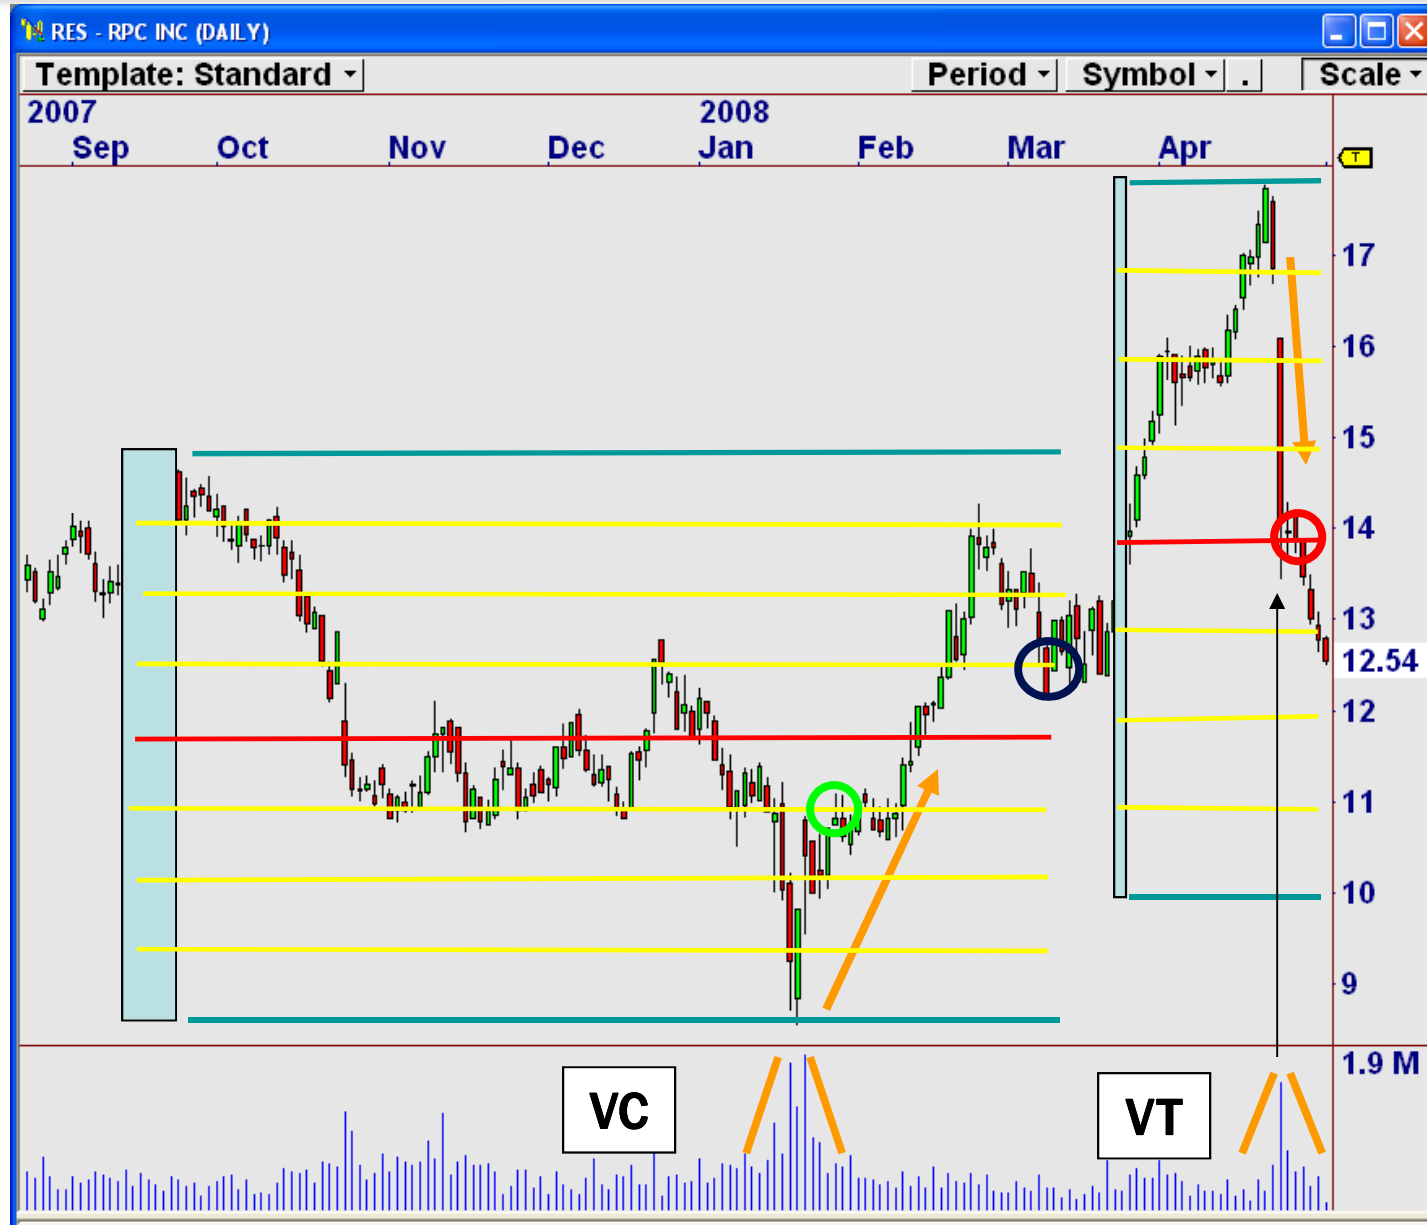 RES - RPC INC (DAILY)
Template: Standard Period Symbol . Scale
2007 2008
Sep Oct Nov Dec Jan Feb Mar Apr
T
17
16
15
14
13
12.54
12
11
10
9
1.9 M
VC VT